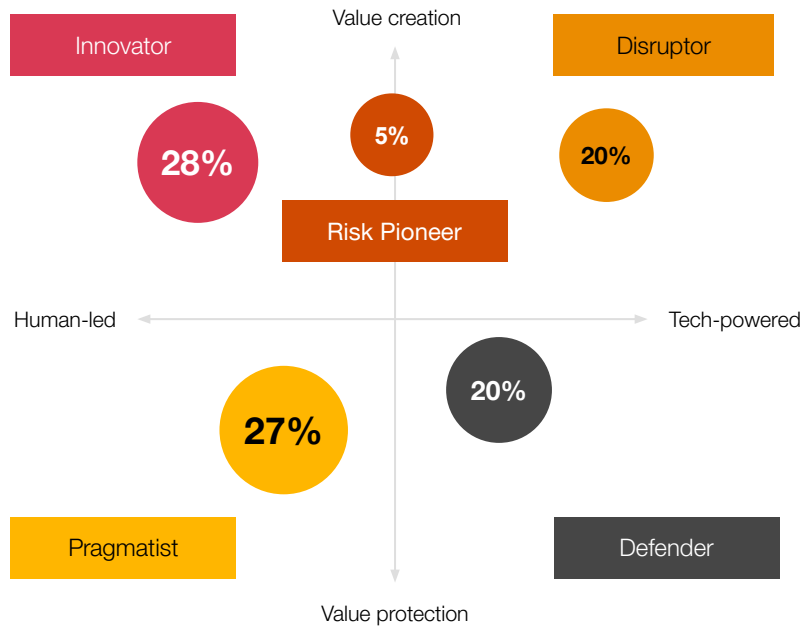 Value creation
Innovator
Disruptor
28%
5%
20%
Risk Pioneer
Human-led
Tech-powered
27%
20%
Pragmatist
Defender
Value protection